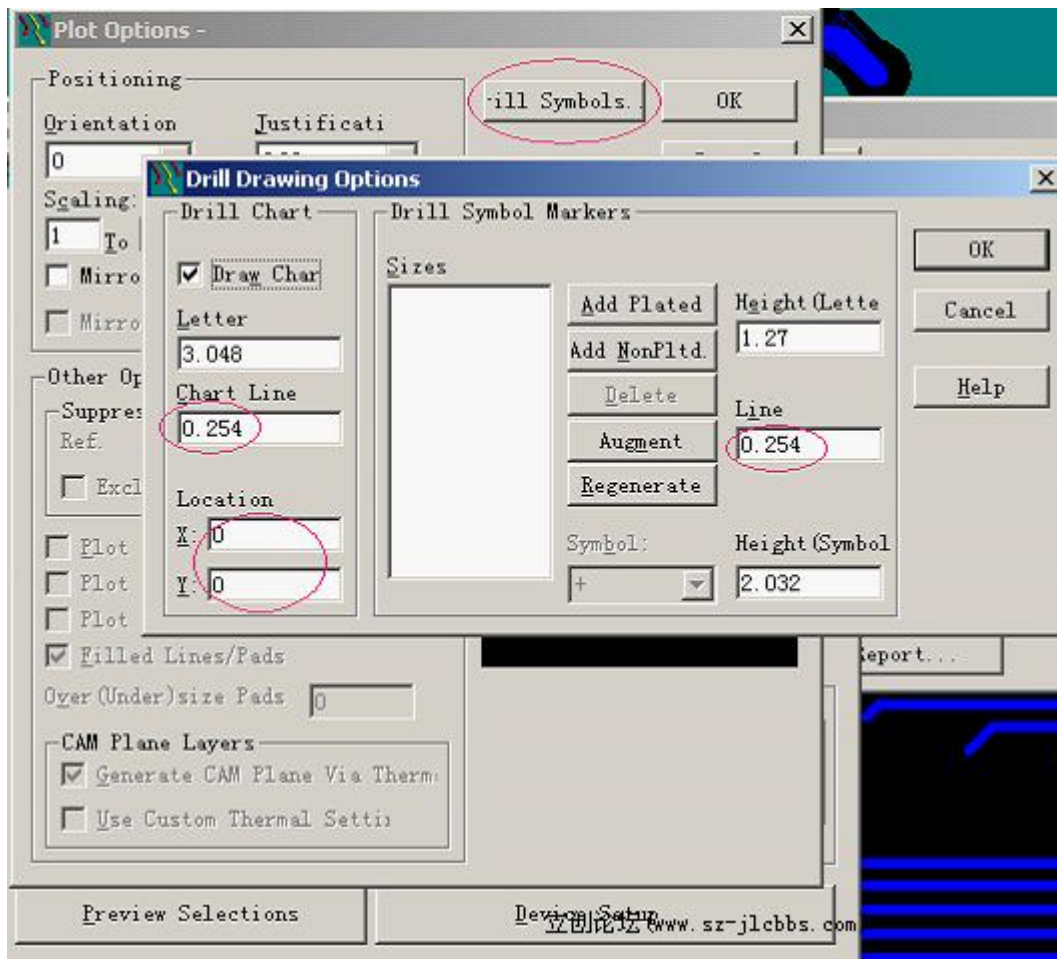 Plot Options -
Positioning
Orientation
Justificati
0
Scaling:
1 To
Mirro
Mirro
ill Symbols..
OK
Other Op
Suppres
Ref.
Excl
Plot
Plot
Plot
Filled Lines/Pads
Over(Under)size Pads 0
CAM Plane Layers
Generate CAM Plane Via Therm
Use Custom Thermal Setti
Drill Drawing Options
Drill Chart
Draw Char
Letter
3.048
Chart Line
0.254
Location
X: 0
Y: 0
Drill Symbol Markers
Sizes
Add Plated
Add NonPltd.
Delete
Augment
Regenerate
Symbol:
+
Height(Lette
1.27
Line
0.254
Height(Symbol
2.032
OK
Cancel
Help
Report...
Preview Selections
Device Setup
立创论坛(www.sz-jlcbbs.com